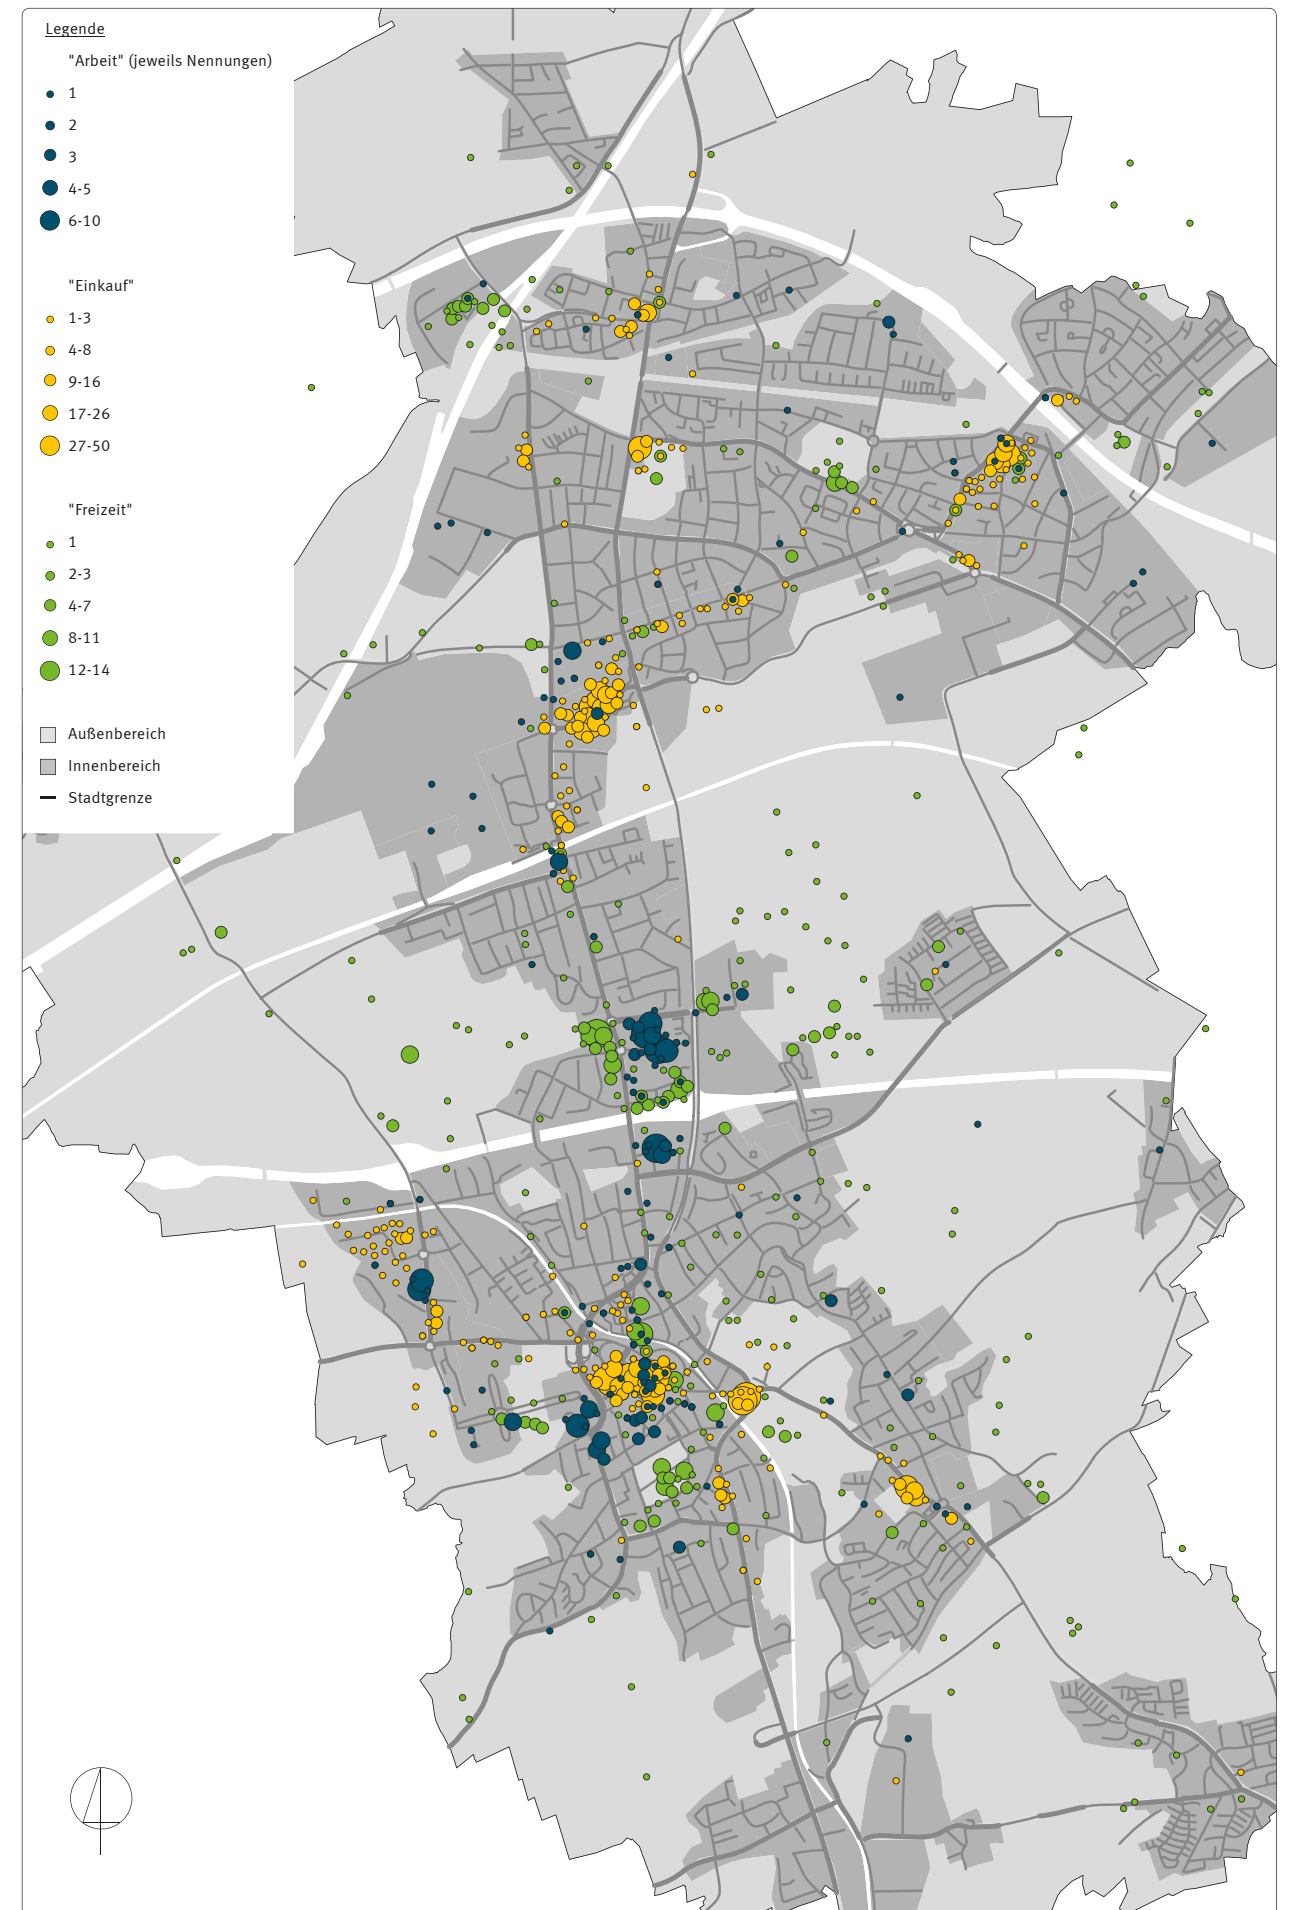 Legende
"Arbeit" (jeweils Nennungen)
1
2
3
4-5
6-10
"Einkauf"
1-3
4-8
9-16
17-26
27-50
"Freizeit"
1
2-3
4-7
8-11
12-14
Außenbereich
Innenbereich
Stadtgrenze